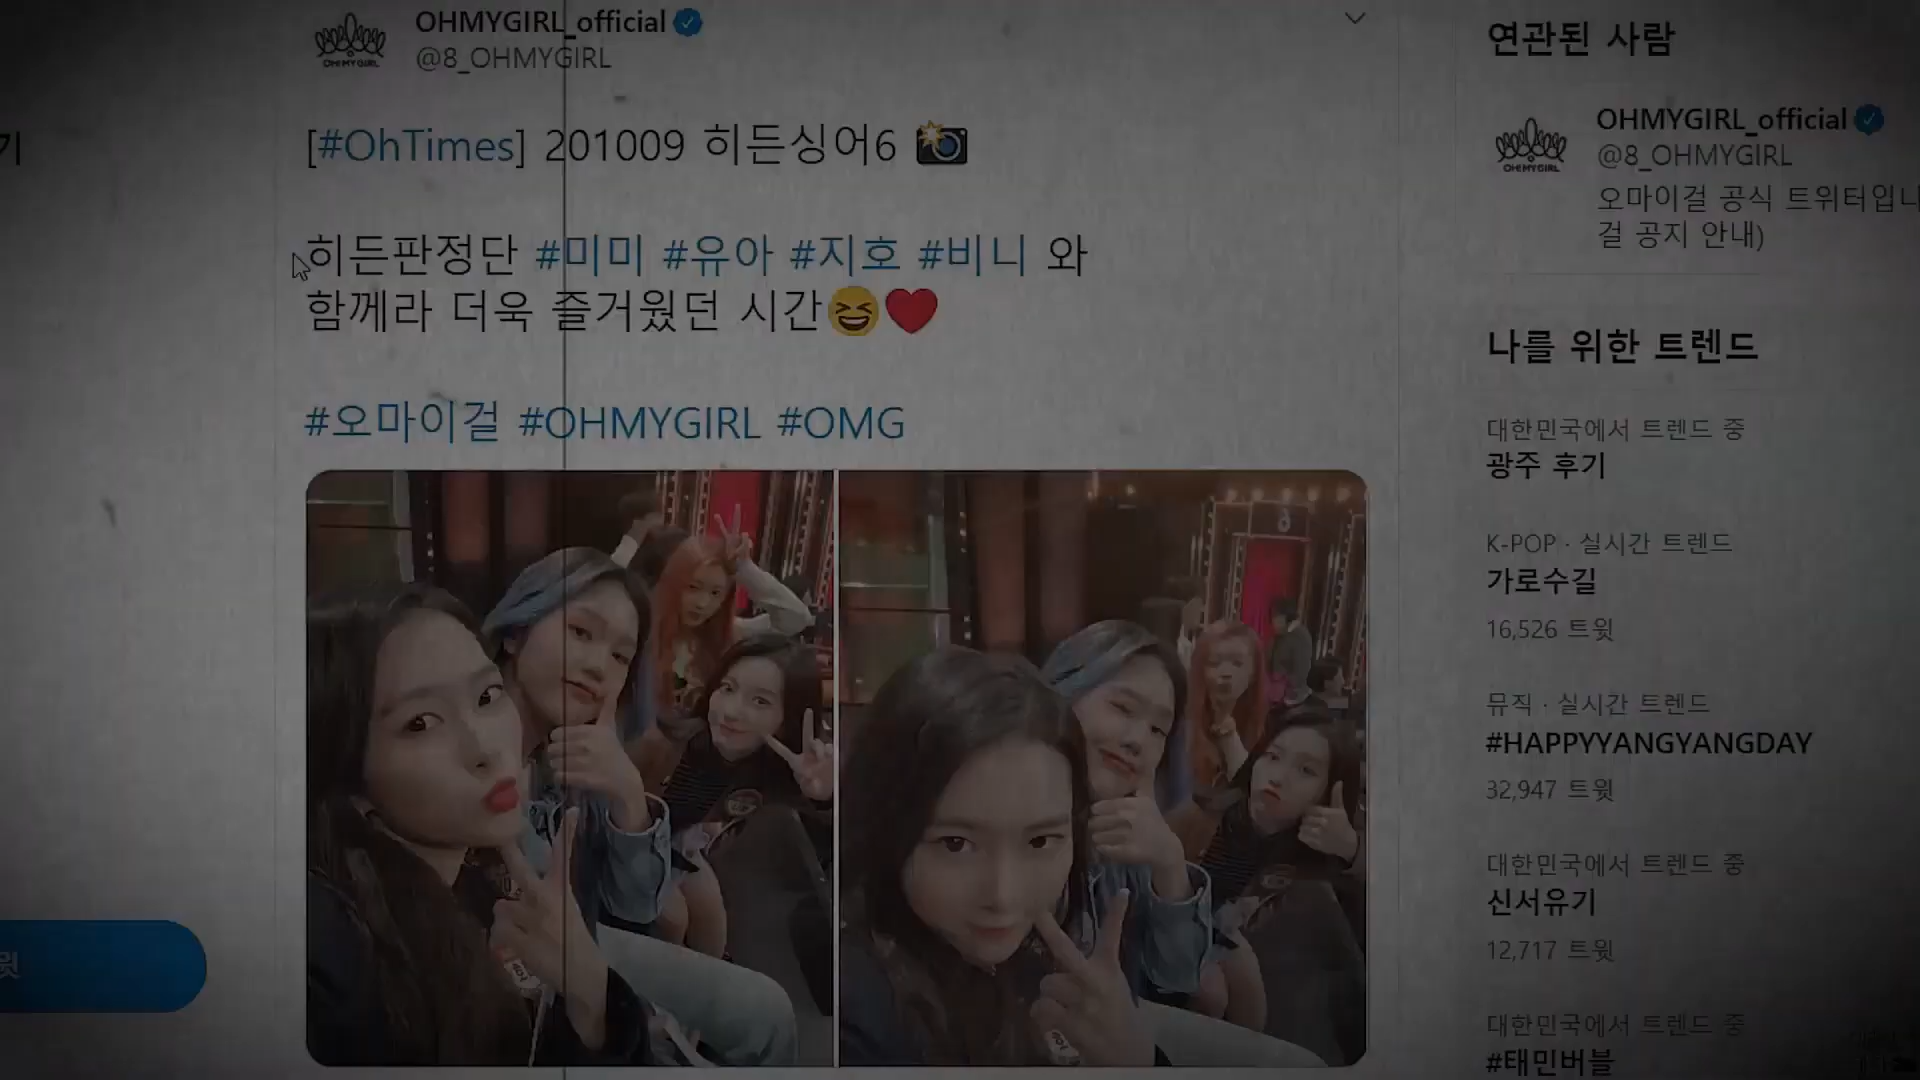 OHMYGIRL_official
@8_OHMYGIRL
[#OhTimes] 201009 히든싱어6
히든판정단 #미미 #유아 #지호 #비니 와
함께라 더욱 즐거웠던 시간
#오마이걸 #OHMYGIRL #OMG
6
기
윗
연관된 사람
OH!MY GIRL
OHMYGIRL_official
@8_OHMYGIRL
오마이걸 공식 트위터입니
걸 공지 안내)
나를 위한 트렌드
대한민국에서 트렌드 중
광주 후기
K-POP · 실시간 트렌드
가로수길
16,526 트윗
뮤직 · 실시간 트렌드
#HAPPYYANGYANGDAY
32,947 트윗
대한민국에서 트렌드 중
신서유기
12,717 트윗
대한민국에서 트렌드 중
#태민버블